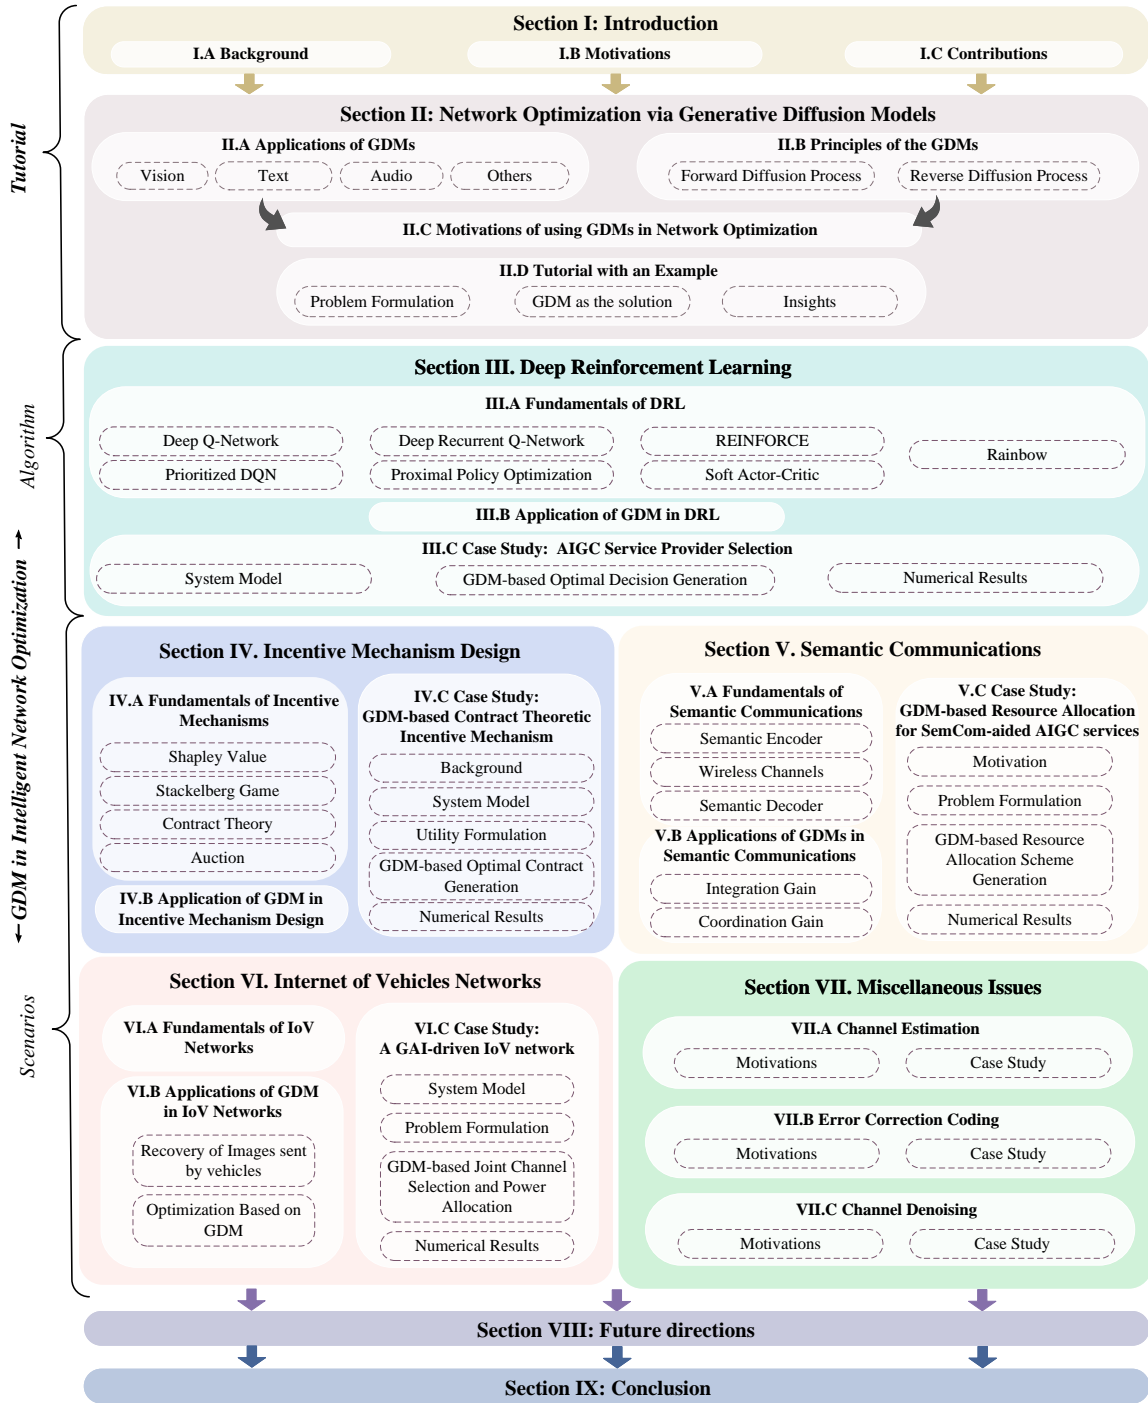 Section I: Introduction
I.A Background
I.B Motivations
I.C Contributions
Tutorial
Section II: Network Optimization via Generative Diffusion Models
II.A Applications of GDMs
Vision
Text
Audio
Others
II.B Principles of the GDMs
Forward Diffusion Process
Reverse Diffusion Process
II.C Motivations of using GDMs in Network Optimization
II.D Tutorial with an Example
Problem Formulation
GDM as the solution
Insights
Algorithm
Section III. Deep Reinforcement Learning
III.A Fundamentals of DRL
Deep Q-Network
Deep Recurrent Q-Network
REINFORCE
Rainbow
Prioritized DQN
Proximal Policy Optimization
Soft Actor-Critic
III.B Application of GDM in DRL
III.C Case Study: AIGC Service Provider Selection
System Model
GDM-based Optimal Decision Generation
Numerical Results
GDM in Intelligent Network Optimization
Scenarios
Section IV. Incentive Mechanism Design
IV.A Fundamentals of Incentive
Mechanisms
Shapley Value
Stackelberg Game
Contract Theory
Auction
IV.B Application of GDM in
Incentive Mechanism Design
IV.C Case Study:
GDM-based Contract Theoretic
Incentive Mechanism
Background
System Model
Utility Formulation
GDM-based Optimal Contract
Generation
Numerical Results
Section V. Semantic Communications
V.A Fundamentals of
Semantic Communications
Semantic Encoder
Wireless Channels
Semantic Decoder
V.B Applications of GDMs in
Semantic Communications
Integration Gain
Coordination Gain
V.C Case Study:
GDM-based Resource Allocation
for SemCom-aided AIGC services
Motivation
Problem Formulation
GDM-based Resource
Allocation Scheme
Generation
Numerical Results
Section VI. Internet of Vehicles Networks
VI.A Fundamentals of IoV
Networks
VI.B Applications of GDM
in IoV Networks
Recovery of Images sent
by vehicles
Optimization Based on
GDM
VI.C Case Study:
A GAI-driven IoV network
System Model
Problem Formulation
GDM-based Joint Channel
Selection and Power
Allocation
Numerical Results
Section VII. Miscellaneous Issues
VII.A Channel Estimation
Motivations
Case Study
VII.B Error Correction Coding
Motivations
Case Study
VII.C Channel Denoising
Motivations
Case Study
Section VIII: Future directions
Section IX: Conclusion